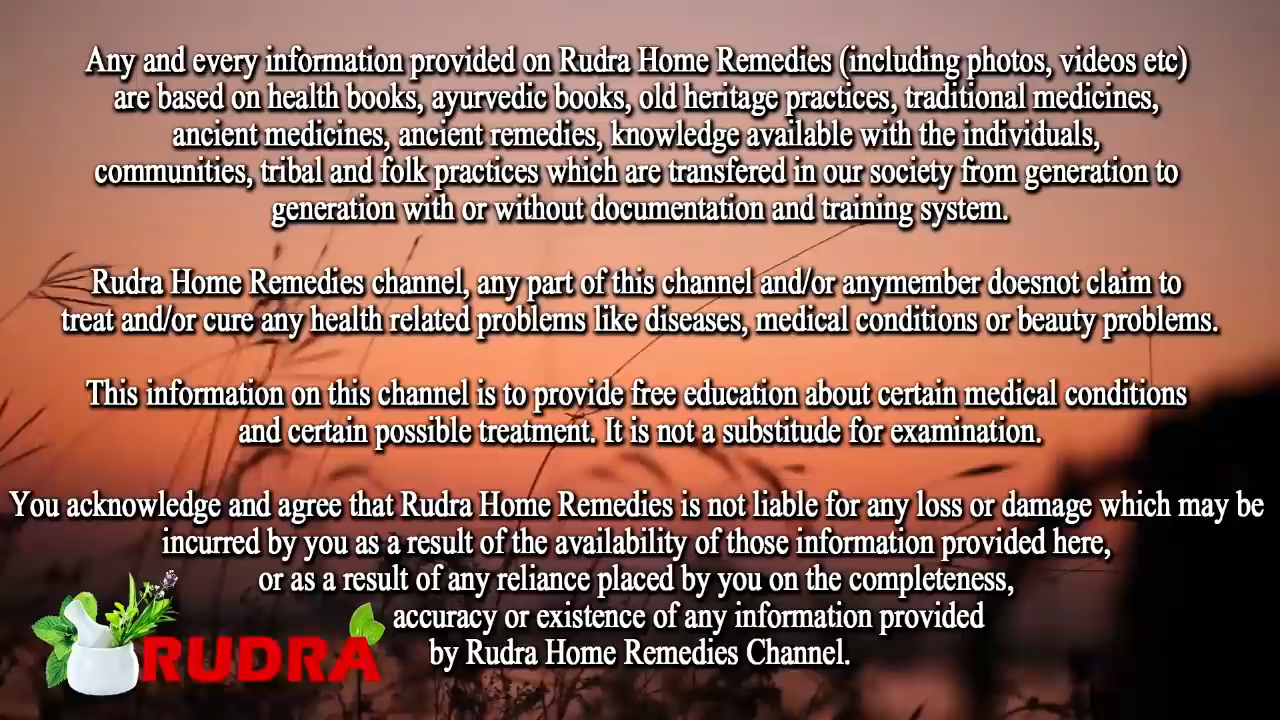 Any and every information provided on Rudra Home Remedies (including photos, videos etc)
are based on health books, ayurvedic books, old heritage practices, traditional medicines,
ancient medicines, ancient remedies, knowledge available with the individuals,
communities, tribal and folk practices which are transfered in our society from generation to
generation with or without documentation and training system.
Rudra Home Remedies channel, any part of this channel and/or anymember doesnot claim to
treat and/or cure any health related problems like diseases, medical conditions or beauty problems.
This information on this channel is to provide free education about certain medical conditions
and certain possible treatment. It is not a substitude for examination.
You acknowledge and agree that Rudra Home Remedies is not liable for any loss or damage which may be
incurred by you as a result of the availability of those information provided here,
or as a result of any reliance placed by you on the completeness,
accuracy or existence of any information provided
by Rudra Home Remedies Channel.
RUDRA